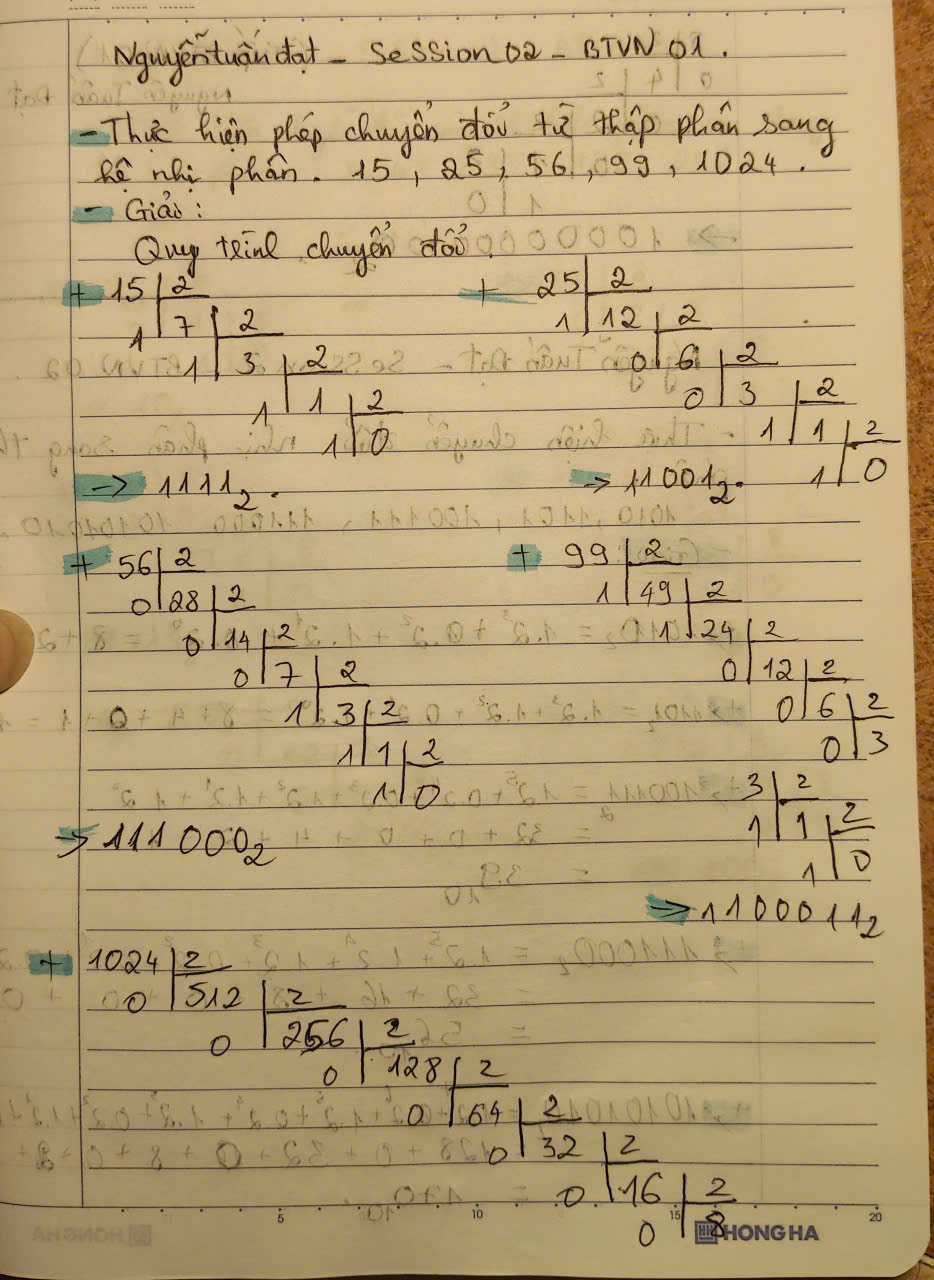 Nguyễn tuấn đạt - Session 02 - BTVN 01.
- Thực hiện phép chuyển đổi từ thập phân sang
hệ nhị phân. 15, 25, 56, 99, 1024.
- Giải:
Quy trình chuyển đổi.
+ 15 2
1 7 2
1 3 2
1 1 2
1 0
→ 1111₂.
+ 25 2
1 12 2
0 6 2
0 3 2
1 1 2
1 0
→ 11001₂.
+ 56 2
0 28 2
0 14 2
0 7 2
1 3 2
1 1 2
1 0
→ 111000₂
+ 99 2
1 49 2
1 24 2
0 12 2
0 6 2
0 3
3 2
1 1 2
1 0
→ 1100011₂
+ 1024 2
0 512 2
0 256 2
0 128 2
0 64 2
0 32 2
0 16 2
0 8
5 10 15 20
HONG HA